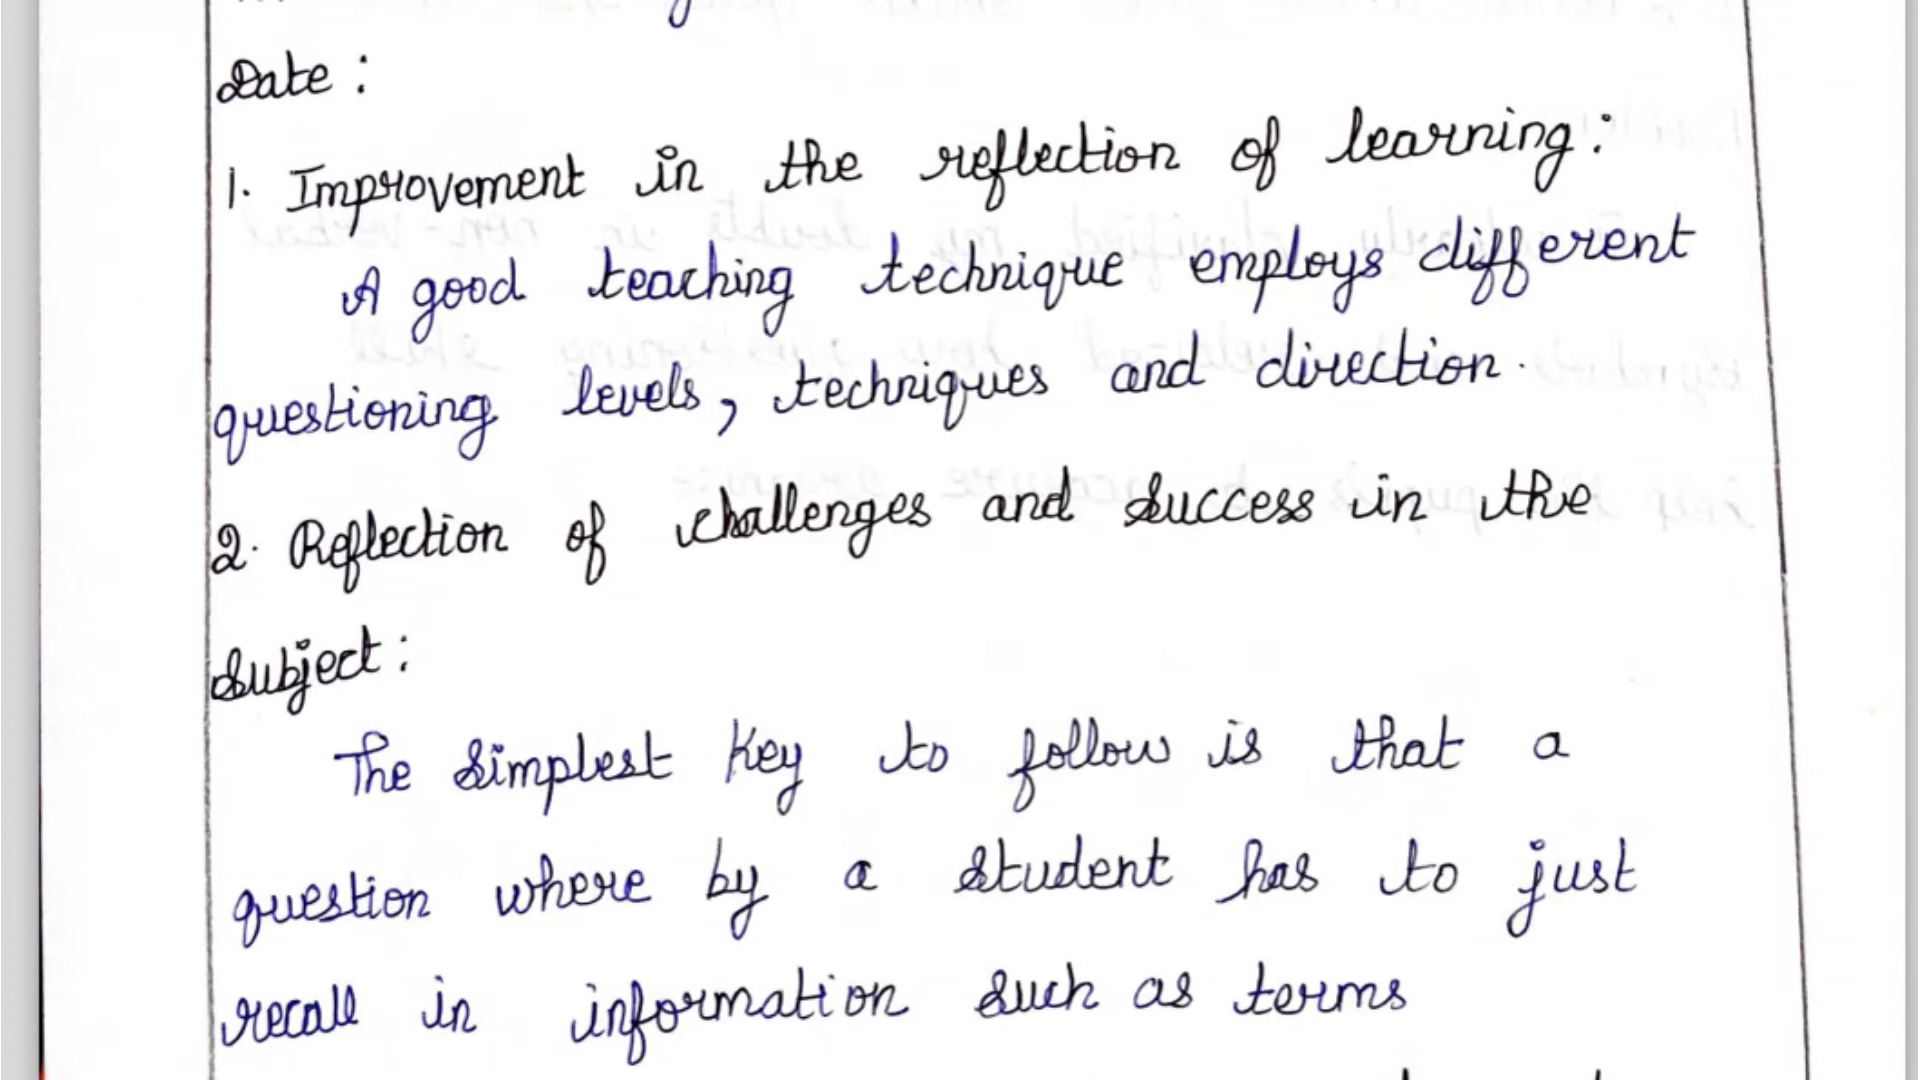 Date :
1. Improvement in the reflection of learning :
A good teaching technique employs different
questioning levels, techniques and direction.
2. Reflection of challenges and success in the
subject :
The simplest key to follow is that a
question where by a student has to just
recall in information such as terms